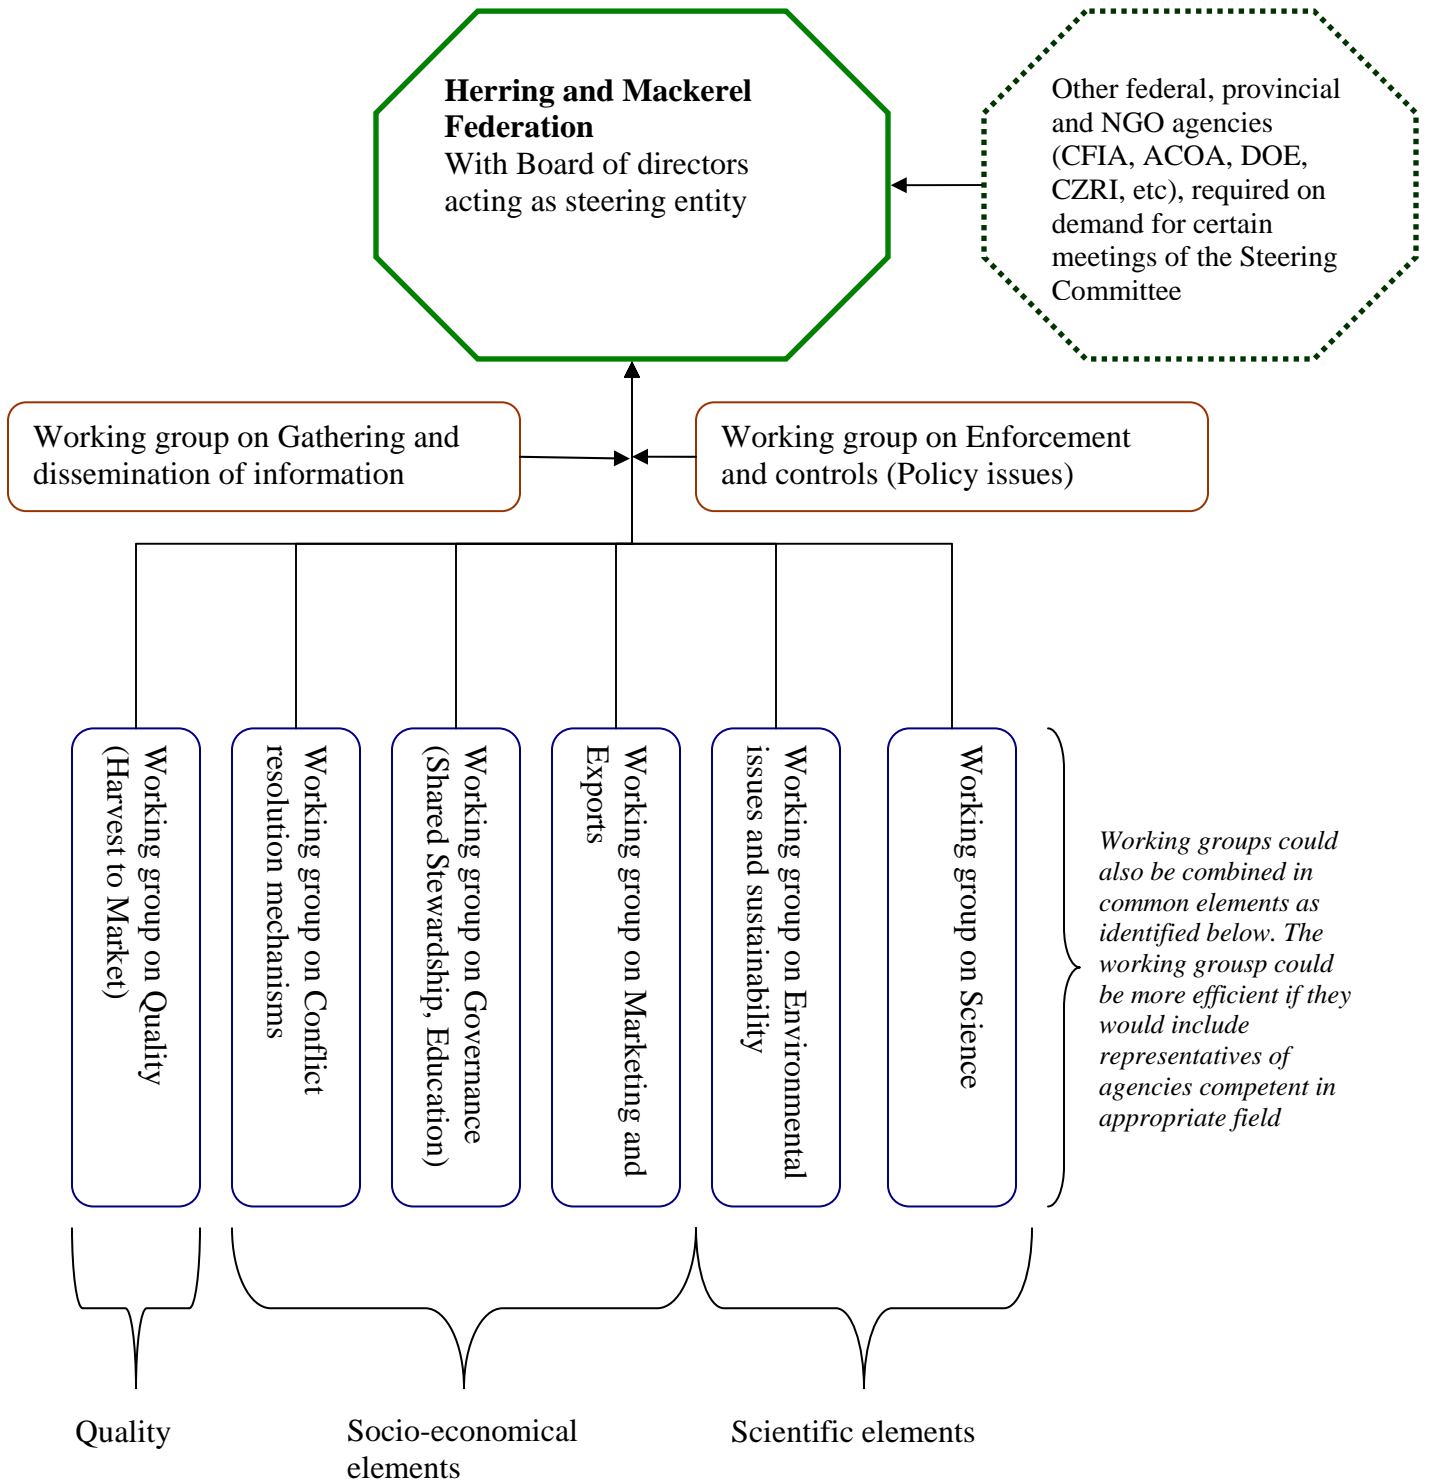 Herring and Mackerel
Federation
With Board of directors
acting as steering entity
Other federal, provincial
and NGO agencies
(CFIA, ACOA, DOE,
CZRI, etc), required on
demand for certain
meetings of the Steering
Committee
Working group on Gathering and
dissemination of information
Working group on Enforcement
and controls (Policy issues)
Working group on Quality
(Harvest to Market)
Working group on Conflict
resolution mechanisms
Working group on Governance
(Shared Stewardship, Education)
Working group on Marketing and
Exports
Working group on Environmental
issues and sustainability
Working group on Science
Working groups could
also be combined in
common elements as
identified below. The
working grousp could
be more efficient if they
would include
representatives of
agencies competent in
appropriate field
Quality
Socio-economical
elements
Scientific elements